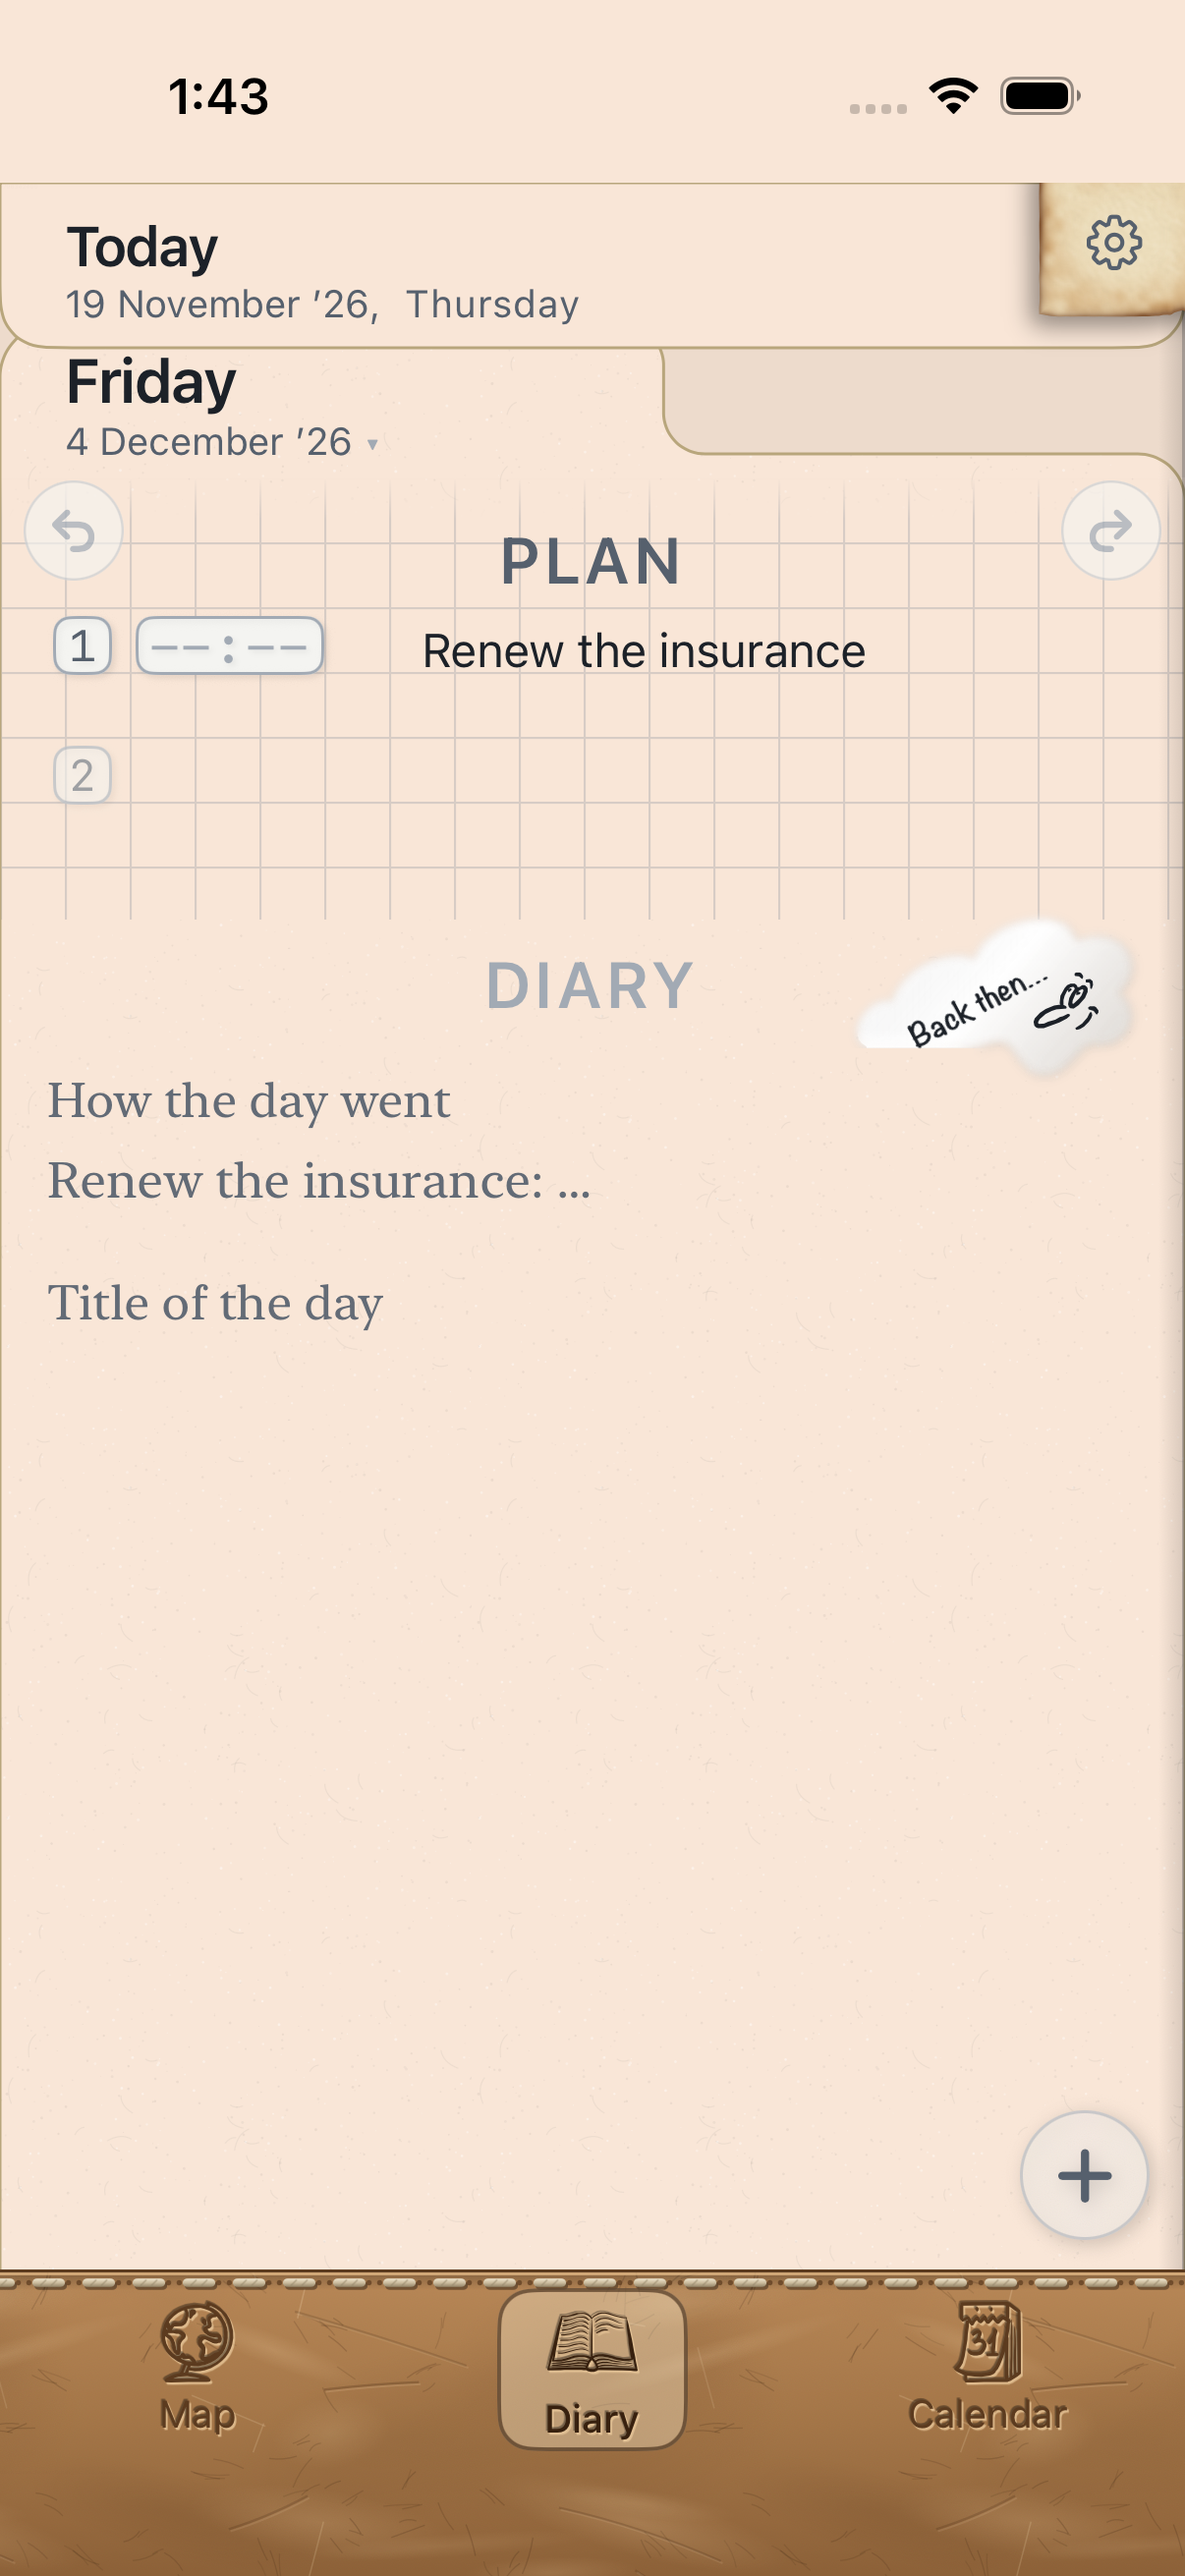 1:43
Today
19 November ’26, Thursday
Friday
4 December ’26
PLAN
1 --:-- Renew the insurance
2
DIARY
Back then...
How the day went
Renew the insurance: ...
Title of the day
31
Map Diary Calendar